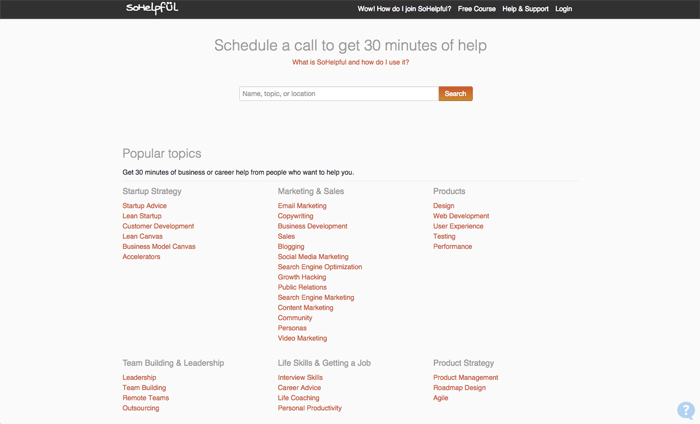 SoHelpful
Wow! How do I join SoHelpful? Free Course Help & Support Login
Schedule a call to get 30 minutes of help
What is SoHelpful and how do I use it?
Name, topic, or location Search
Popular topics
Get 30 minutes of business or career help from people who want to help you.
Startup Strategy
Startup Advice
Lean Startup
Customer Development
Lean Canvas
Business Model Canvas
Accelerators
Marketing & Sales
Email Marketing
Copywriting
Business Development
Sales
Blogging
Social Media Marketing
Search Engine Optimization
Growth Hacking
Public Relations
Search Engine Marketing
Content Marketing
Community
Personas
Video Marketing
Products
Design
Web Development
User Experience
Testing
Performance
Team Building & Leadership
Leadership
Team Building
Remote Teams
Outsourcing
Life Skills & Getting a Job
Interview Skills
Career Advice
Life Coaching
Personal Productivity
Product Strategy
Product Management
Roadmap Design
Agile
?